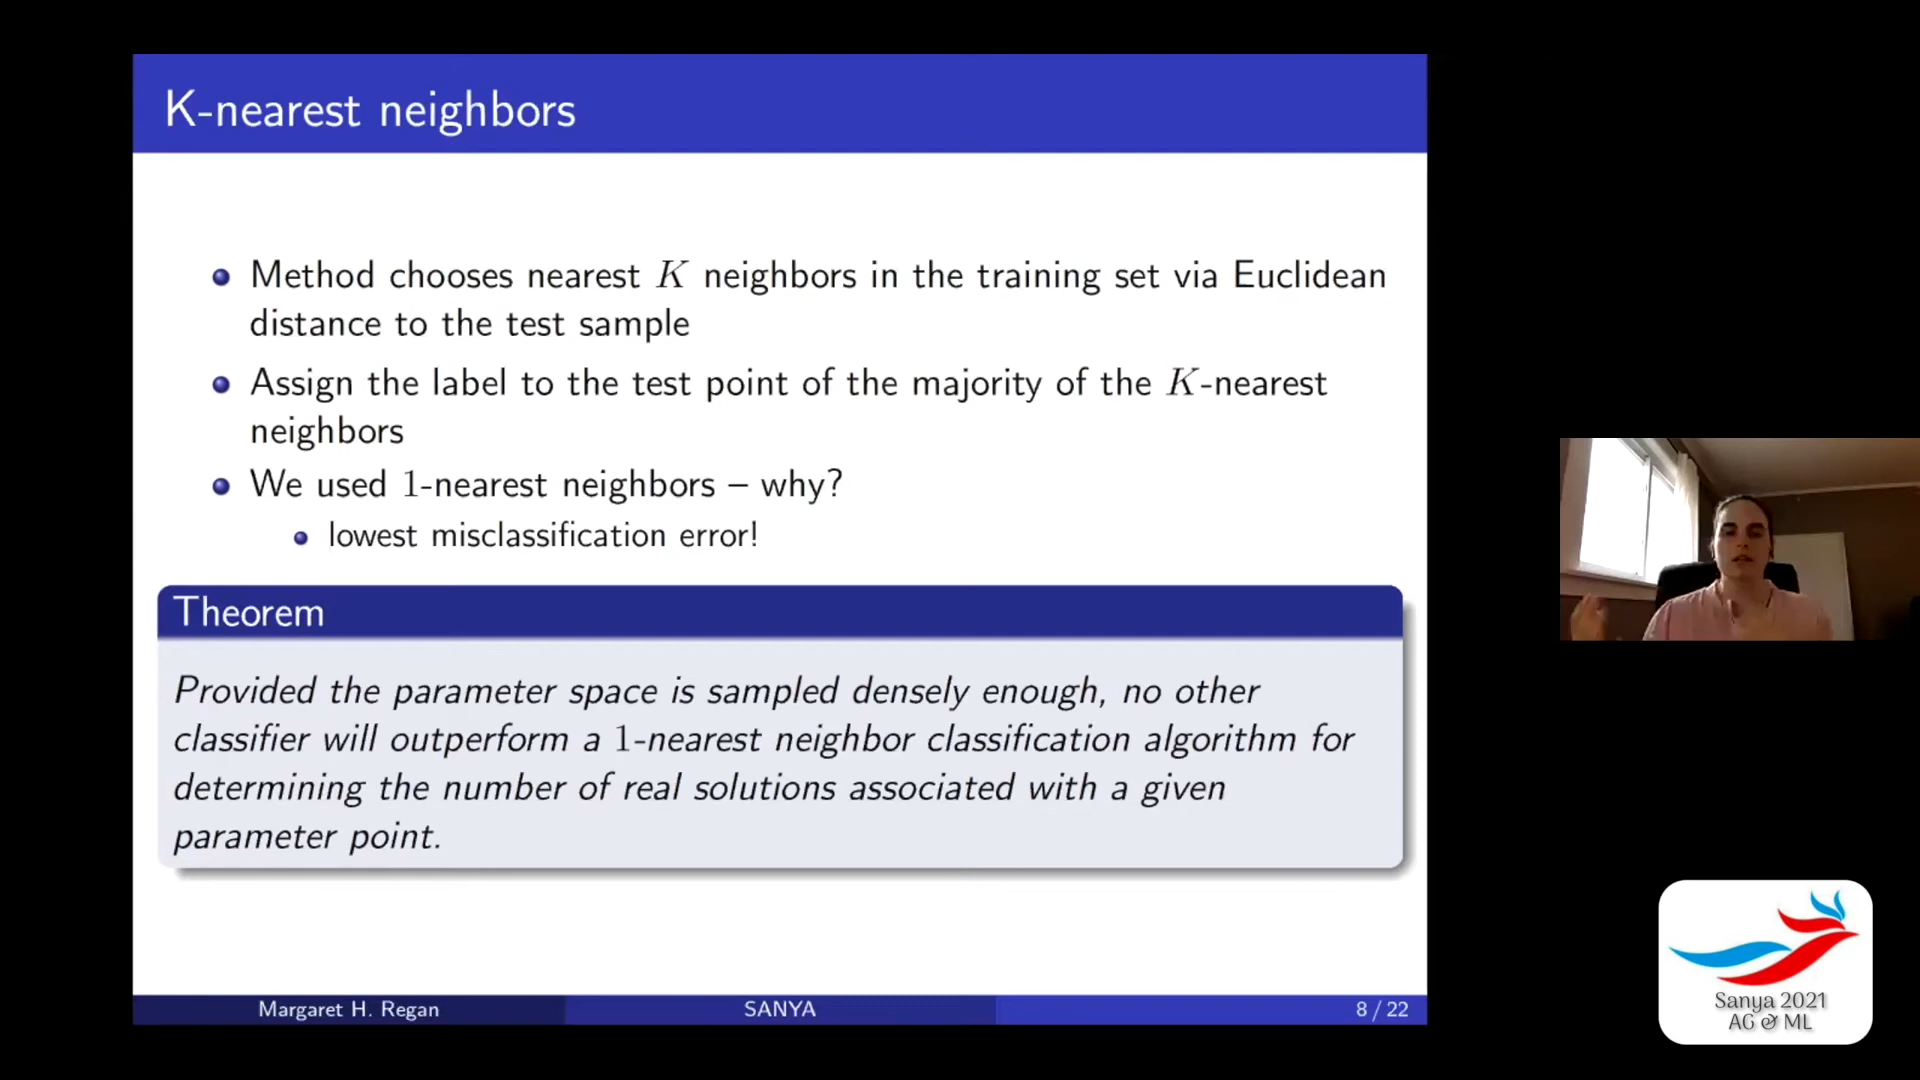 K-nearest neighbors
Method chooses nearest K neighbors in the training set via Euclidean
distance to the test sample
Assign the label to the test point of the majority of the K-nearest
neighbors
We used 1-nearest neighbors – why?
lowest misclassification error!
Theorem
Provided the parameter space is sampled densely enough, no other
classifier will outperform a 1-nearest neighbor classification algorithm for
determining the number of real solutions associated with a given
parameter point.
Margaret H. Regan
SANYA
8 / 22
Sanya 2021
AG & ML